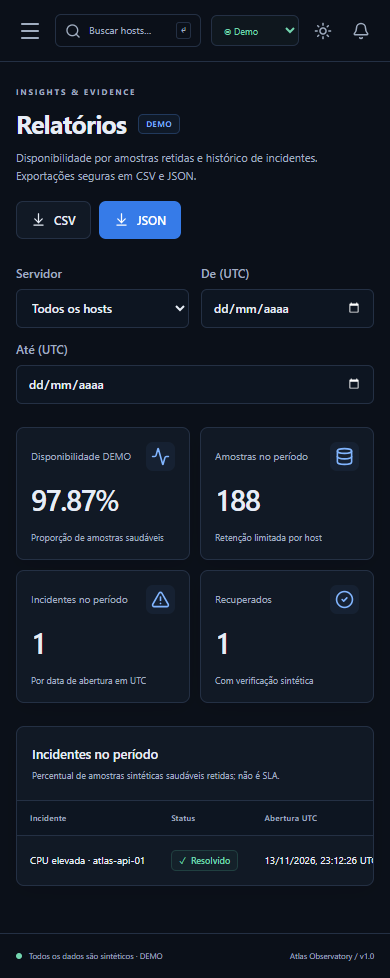 Buscar hosts...
Demo
INSIGHTS & EVIDENCE
Relatórios DEMO
Disponibilidade por amostras retidas e histórico de incidentes.
Exportações seguras em CSV e JSON.
CSV JSON
Servidor De (UTC)
Todos os hosts dd/mm/aaaa
Até (UTC)
dd/mm/aaaa
Disponibilidade DEMO
97.87%
Proporção de amostras saudáveis
Amostras no período
188
Retenção limitada por host
Incidentes no período
1
Por data de abertura em UTC
Recuperados
1
Com verificação sintética
Incidentes no período
Percentual de amostras sintéticas saudáveis retidas; não é SLA.
Incidente Status Abertura UTC
CPU elevada · atlas-api-01 ✓ Resolvido 13/11/2026, 23:12:26 UTC
Todos os dados são sintéticos · DEMO Atlas Observatory / v1.0